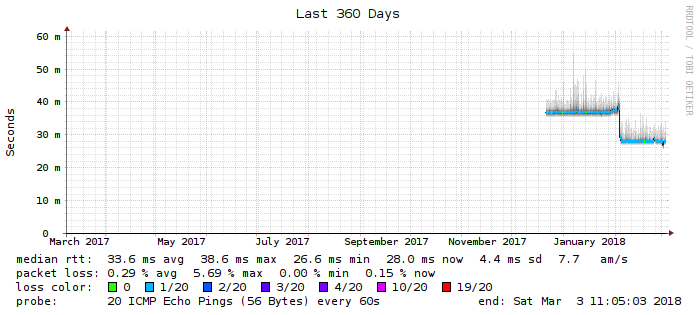 Last 360 Days
RRDTOOL / TOBI OETIKER
Seconds
60 m
50 m
40 m
30 m
20 m
10 m
0
March 2017 May 2017 July 2017 September 2017 November 2017 January 2018
median rtt: 33.6 ms avg 38.6 ms max 26.6 ms min 28.0 ms now 4.4 ms sd 7.7 am/s
packet loss: 0.29 % avg 5.69 % max 0.00 % min 0.15 % now
loss color: 0 1/20 2/20 3/20 4/20 10/20 19/20
probe: 20 ICMP Echo Pings (56 Bytes) every 60s end: Sat Mar 3 11:05:03 2018